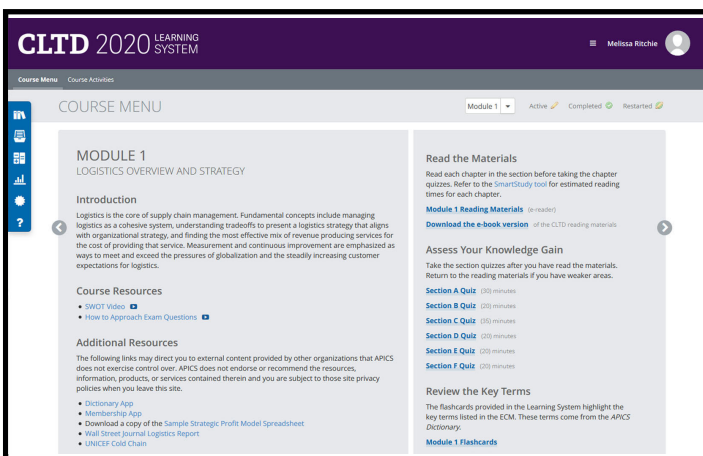 CLTD 2020 LEARNING SYSTEM
Melissa Ritchie
Course Menu Course Activities
COURSE MENU
Module 1
Active
Completed
Restarted
MODULE 1
LOGISTICS OVERVIEW AND STRATEGY
Introduction
Logistics is the core of supply chain management. Fundamental concepts include managing
logistics as a cohesive system, understanding tradeoffs to present a logistics strategy that aligns
with organizational strategy, and finding the most effective mix of revenue producing services for
the cost of providing that service. Measurement and continuous improvement are emphasized as
ways to meet and exceed the pressures of globalization and the steadily increasing customer
expectations for logistics.
Course Resources
• SWOT Video
• How to Approach Exam Questions
Additional Resources
The following links may direct you to external content provided by other organizations that APICS
does not exercise control over. APICS does not endorse or recommend the resources,
information, products, or services contained therein and you are subject to those site privacy
policies when you leave this site.
• Dictionary App
• Membership App
• Download a copy of the Sample Strategic Profit Model Spreadsheet
• Wall Street Journal Logistics Report
• UNICEF Cold Chain
Read the Materials
Read each chapter in the section before taking the chapter
quizzes. Refer to the SmartStudy tool for estimated reading
times for each chapter.
Module 1 Reading Materials (e-reader)
Download the e-book version of the CLTD reading materials
Assess Your Knowledge Gain
Take the section quizzes after you have read the materials.
Return to the reading materials if you have weaker areas.
Section A Quiz (30) minutes
Section B Quiz (20) minutes
Section C Quiz (35) minutes
Section D Quiz (20) minutes
Section E Quiz (20) minutes
Section F Quiz (20) minutes
Review the Key Terms
The flashcards provided in the Learning System highlight the
key terms listed in the ECM. These terms come from the APICS
Dictionary.
Module 1 Flashcards
?